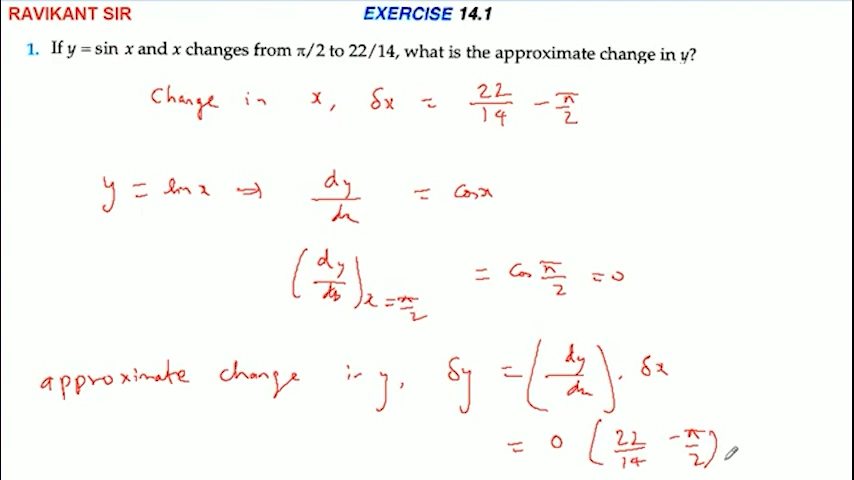 RAVIKANT SIR EXERCISE 14.1
1. If y = sin x and x changes from π/2 to 22/14, what is the approximate change in y?
Change in x, δx = 22/14 - π/2
y = sin x ⇒ dy/dx = cos x
(dy/dx)x = π/2 = cos π/2 = 0
approximate change in y, δy = (dy/dx). δx
= 0 (22/14 - π/2)